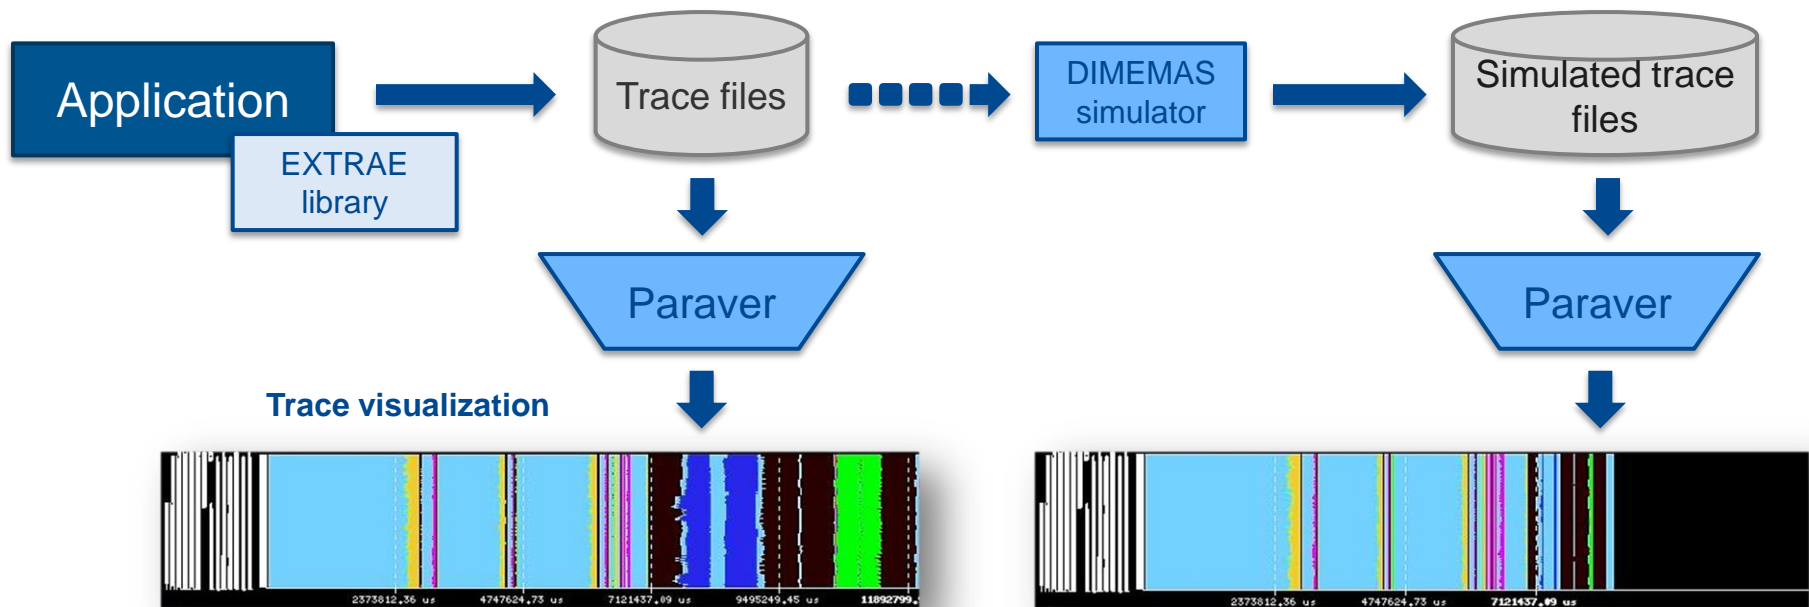 Application
EXTRAE
library
Trace files
DIMEMAS
simulator
Simulated trace
files
Paraver
Paraver
Trace visualization
2373812.36 us
4747624.73 us
7121437.09 us
9495249.45 us
11892799.
2373812.36 us
4747624.73 us
7121437.09 us